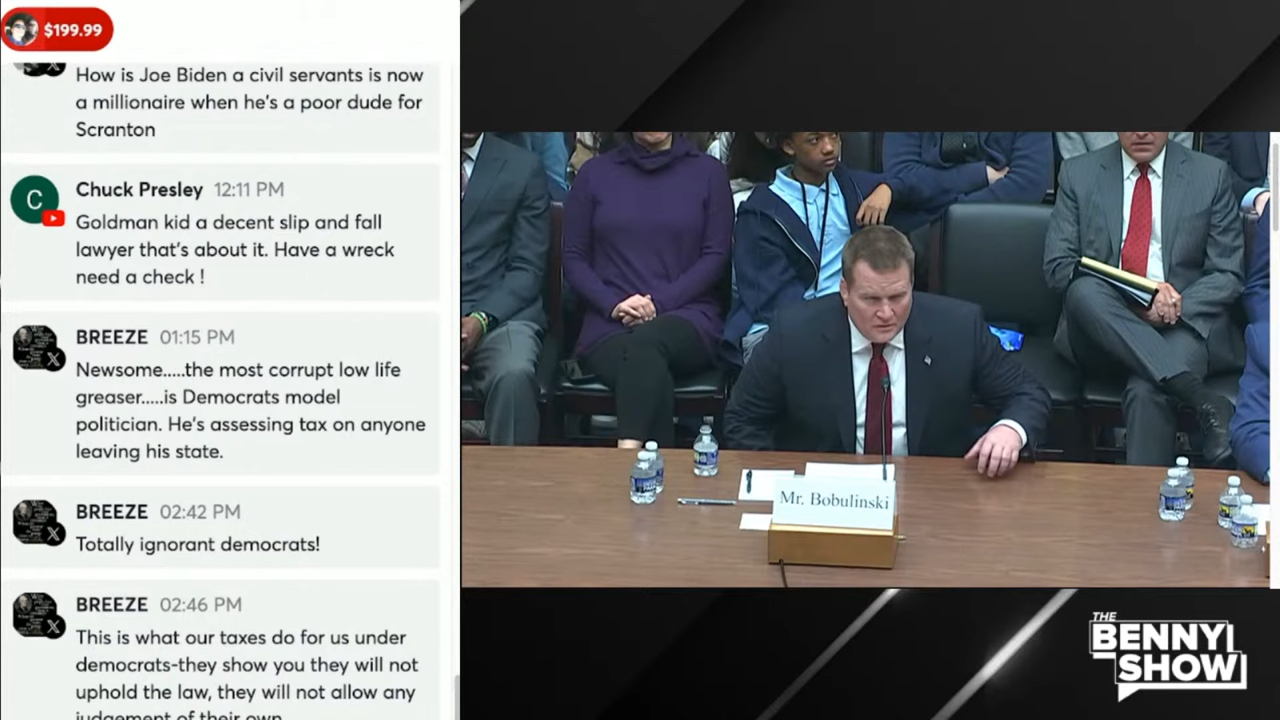 $199.99
How is Joe Biden a civil servants is now
a millionaire when he's a poor dude for
Scranton
C
Chuck Presley 12:11 PM
Goldman kid a decent slip and fall
lawyer that's about it. Have a wreck
need a check !
BREEZE 01:15 PM
Newsome.....the most corrupt low life
greaser.....is Democrats model
politician. He's assessing tax on anyone
leaving his state.
BREEZE 02:42 PM
Totally ignorant democrats!
BREEZE 02:46 PM
This is what our taxes do for us under
democrats-they show you they will not
uphold the law, they will not allow any
judgement of their own
Mr. Bobulinski
THE
BENNY
SHOW